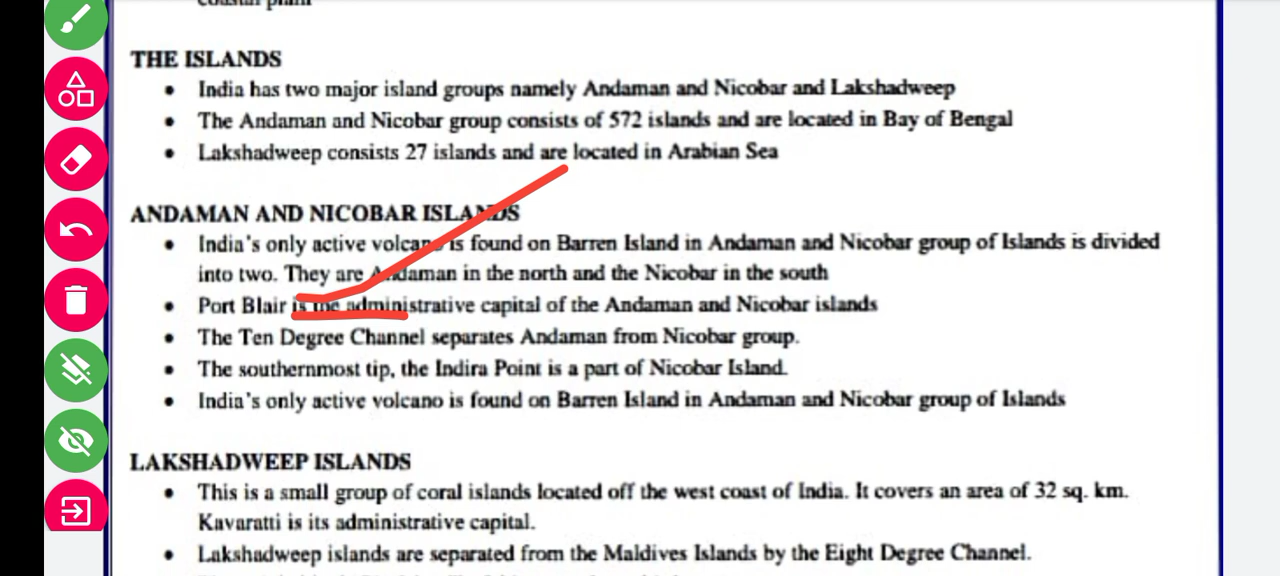 THE ISLANDS
• India has two major island groups namely Andaman and Nicobar and Lakshadweep
• The Andaman and Nicobar group consists of 572 islands and are located in Bay of Bengal
• Lakshadweep consists 27 islands and are located in Arabian Sea
ANDAMAN AND NICOBAR ISLANDS
• India's only active volcano is found on Barren Island in Andaman and Nicobar group of Islands is divided
into two. They are Andaman in the north and the Nicobar in the south
• Port Blair is the administrative capital of the Andaman and Nicobar islands
• The Ten Degree Channel separates Andaman from Nicobar group.
• The southernmost tip, the Indira Point is a part of Nicobar Island.
• India's only active volcano is found on Barren Island in Andaman and Nicobar group of Islands
LAKSHADWEEP ISLANDS
• This is a small group of coral islands located off the west coast of India. It covers an area of 32 sq. km.
Kavaratti is its administrative capital.
• Lakshadweep islands are separated from the Maldives Islands by the Eight Degree Channel.